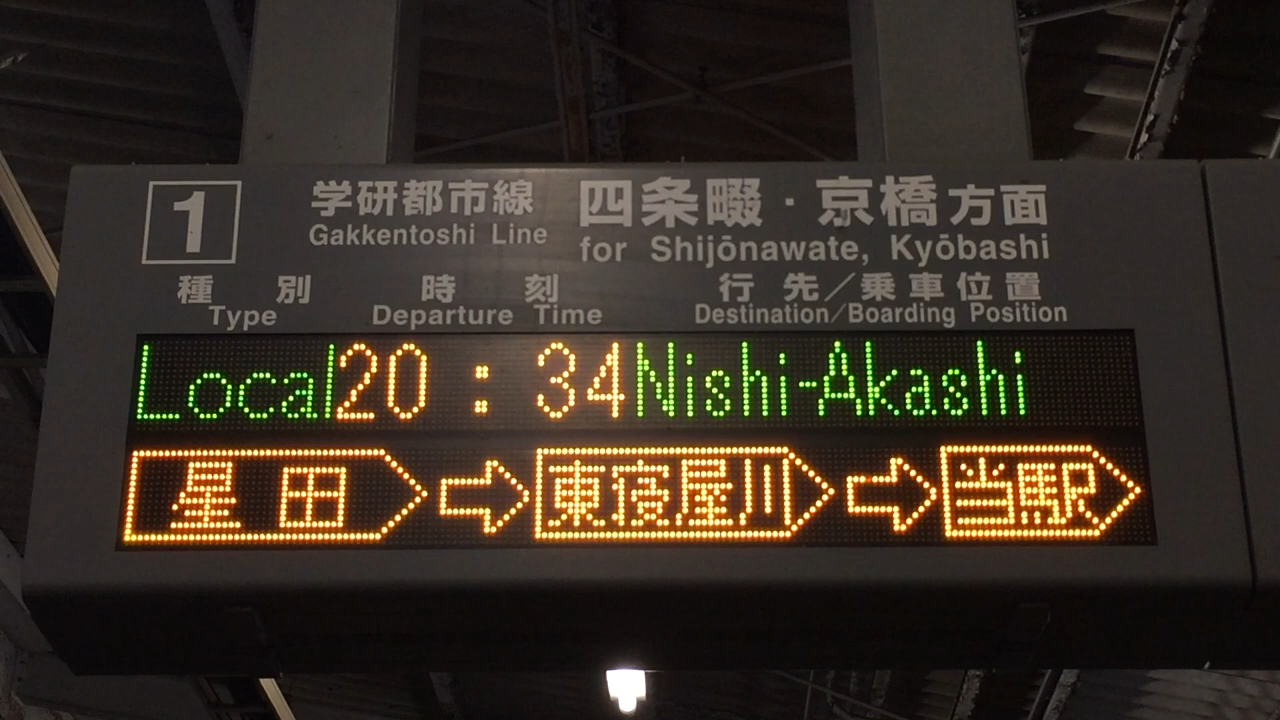 1 学研都市線 四条畷・京橋方面
Gakkentoshi Line for Shijōnawate, Kyōbashi
種別 時刻 行先／乗車位置
Type Departure Time Destination/Boarding Position
Local 20:34 Nishi-Akashi
星田 ⇨ 東寝屋川 ⇨ 当駅